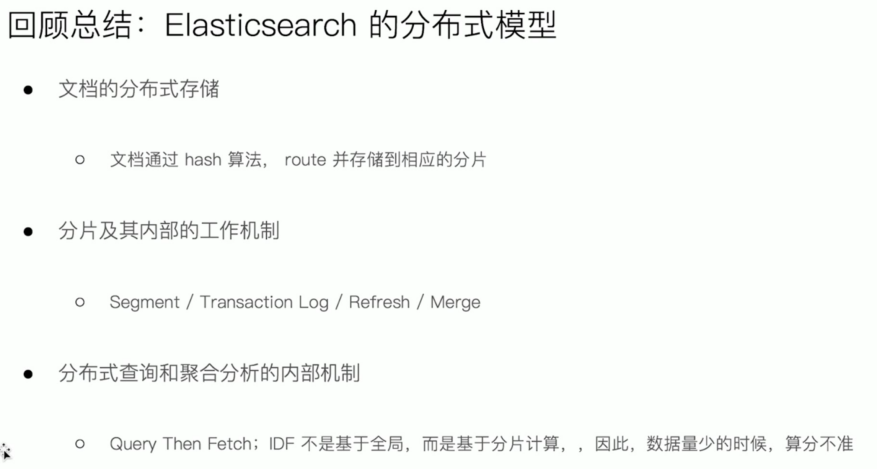 回顾总结：Elasticsearch 的分布式模型
● 文档的分布式存储
○ 文档通过 hash 算法， route 并存储到相应的分片
● 分片及其内部的工作机制
○ Segment / Transaction Log / Refresh / Merge
● 分布式查询和聚合分析的内部机制
○ Query Then Fetch；IDF 不是基于全局，而是基于分片计算，，因此，数据量少的时候，算分不准